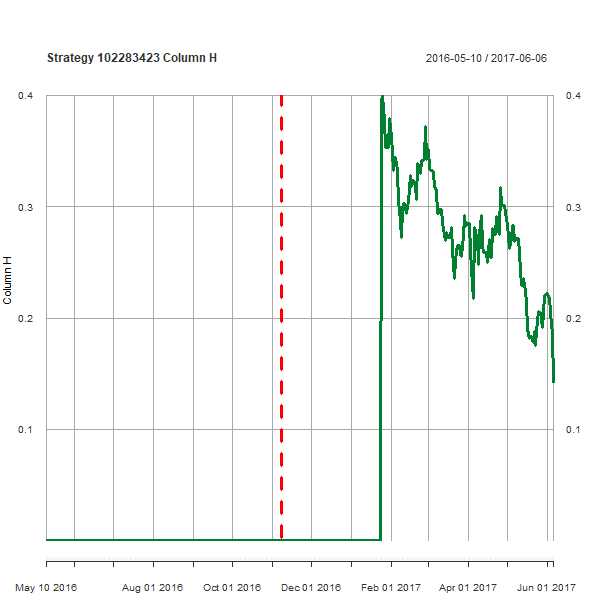 Strategy 102283423 Column H
2016-05-10 / 2017-06-06
0.4
0.4
0.3
0.3
Column H
0.2
0.2
0.1
0.1
May 10 2016
Aug 01 2016
Oct 01 2016
Dec 01 2016
Feb 01 2017
Apr 01 2017
Jun 01 2017